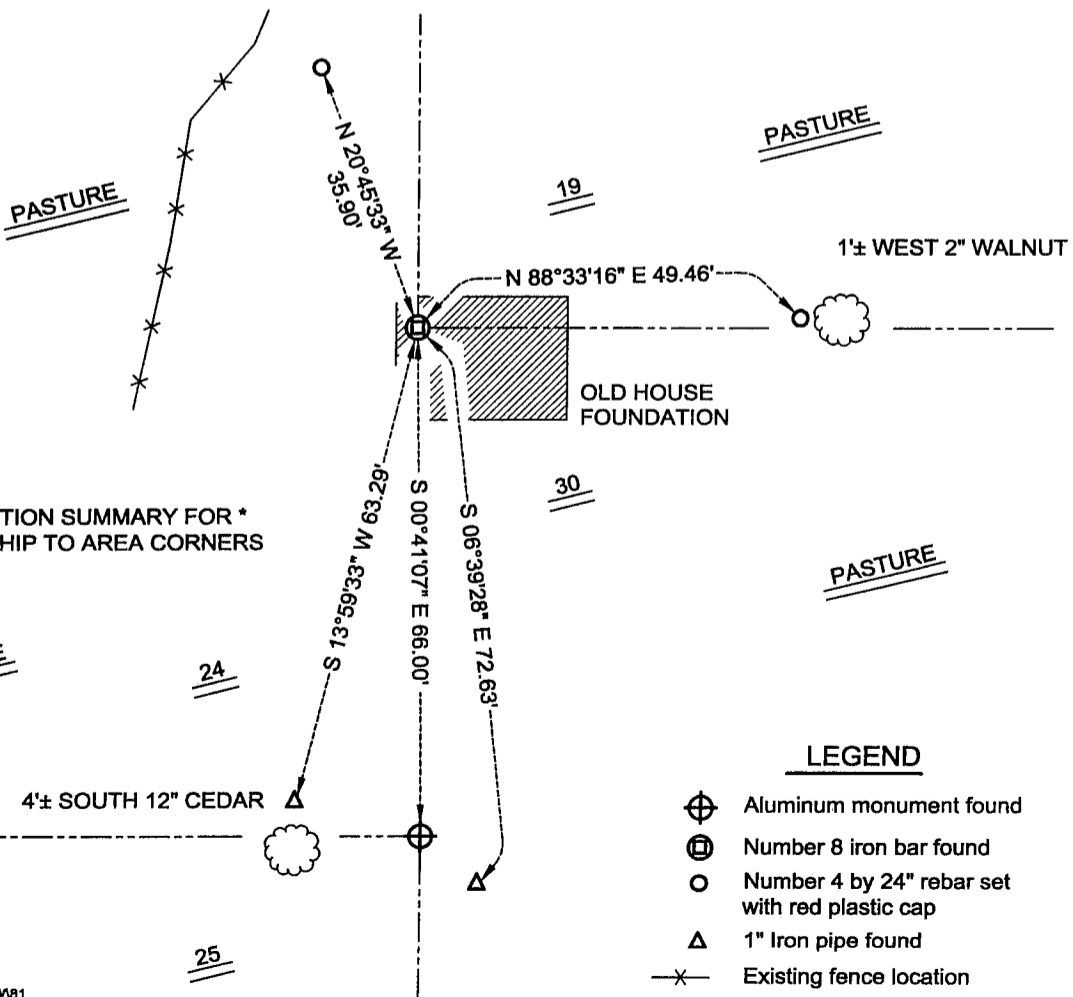 PASTURE
N 20°45'33" W
35.90'
PASTURE
19
1'± WEST 2" WALNUT
N 88°33'16" E 49.46'
OLD HOUSE
FOUNDATION
30
S 13°59'33" W 63.29'
S 00°41'07" E 66.00'
S 06°39'28" E 72.63'
TION SUMMARY FOR *
HIP TO AREA CORNERS
PASTURE
24
4'± SOUTH 12" CEDAR
25
LEGEND
Aluminum monument found
Number 8 iron bar found
Number 4 by 24" rebar set
with red plastic cap
1" Iron pipe found
Existing fence location